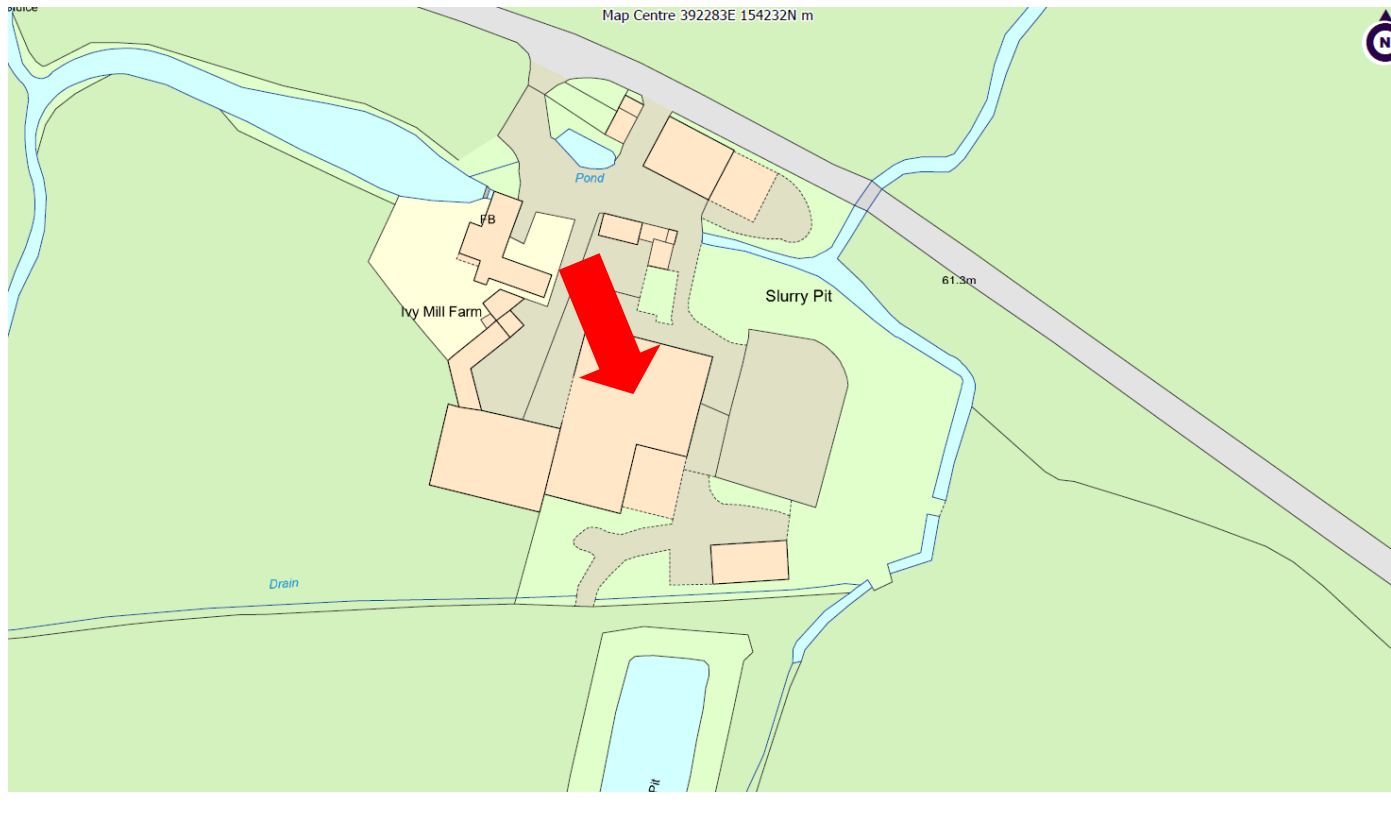 Map Centre 392283E 154232N m
N
Pond
FB
61.3m
Slurry Pit
Ivy Mill Farm
Drain
Pit